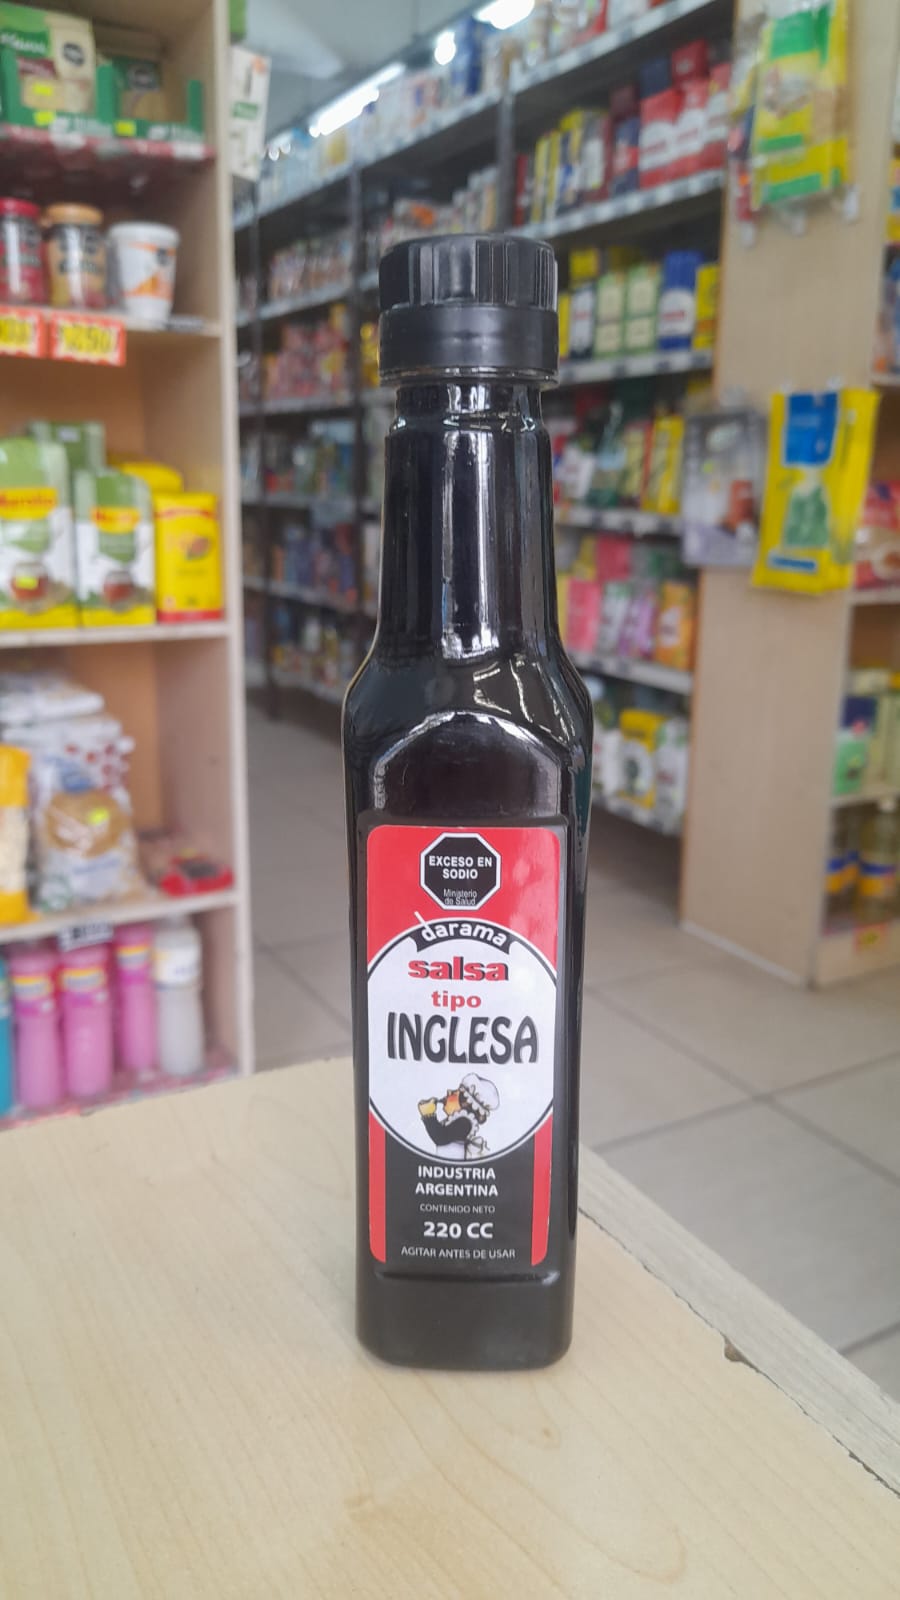 EXCESO EN
SODIO
Ministerio
de Salud
darama
salsa
tipo
INGLESA
INDUSTRIA
ARGENTINA
CONTENIDO NETO
220 CC
AGITAR ANTES DE USAR